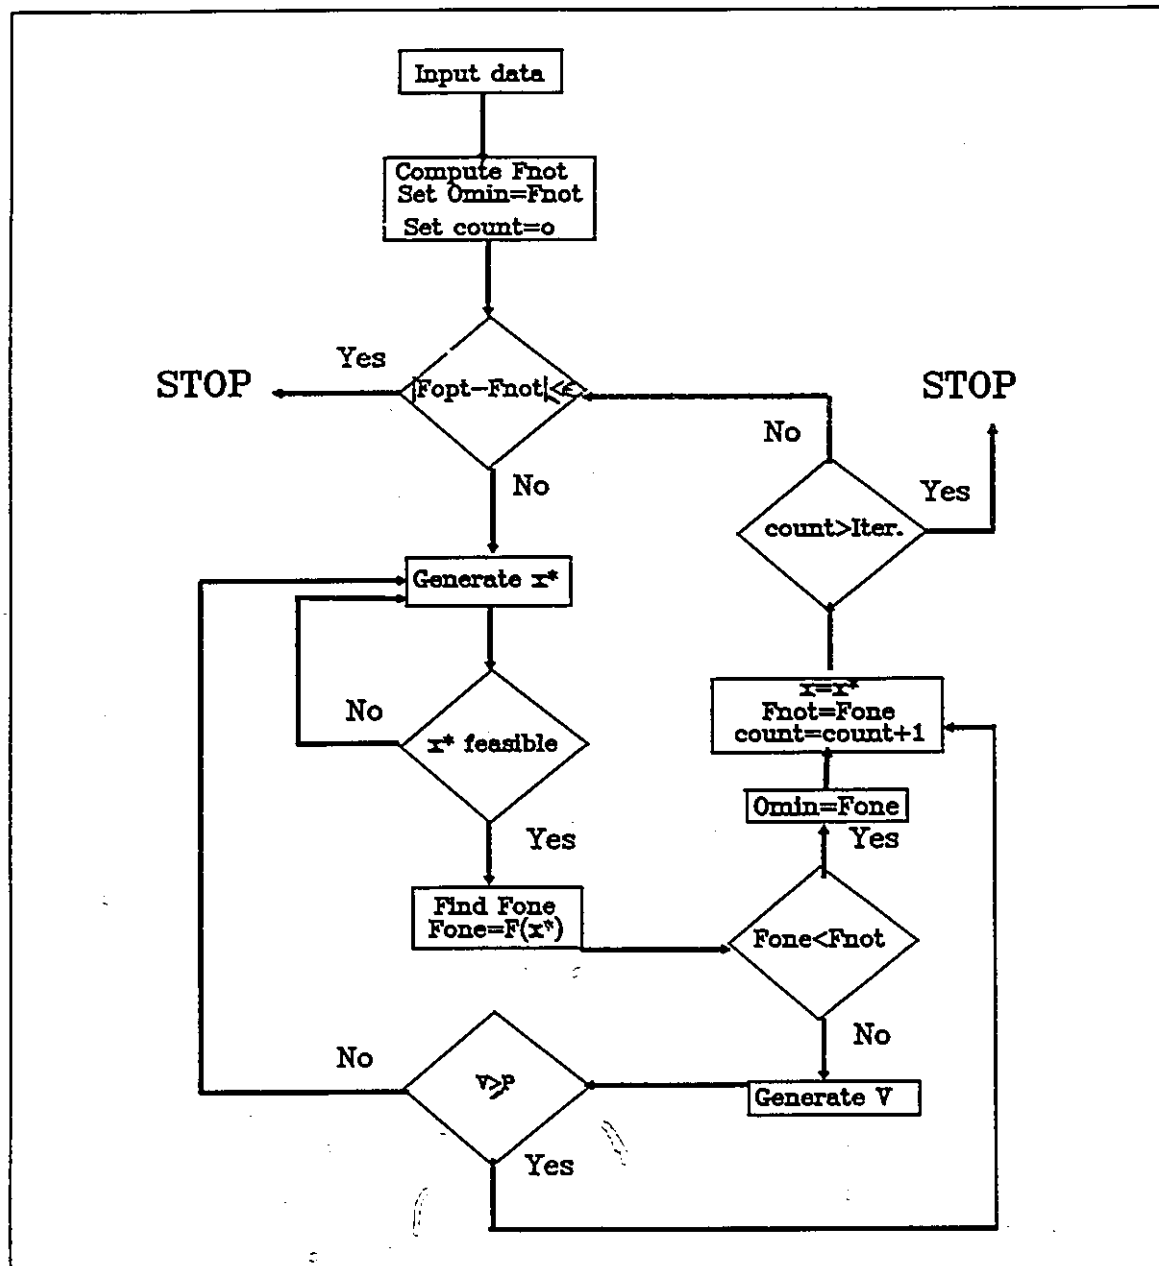 Input data
Compute Fnot
Set Omin=Fnot
Set count=o
Yes
STOP
|Fopt-Fnot|≤ε
No
STOP
No
Yes
count>Iter.
Generate x*
No
x* feasible
Yes
x=x*
Fnot=Fone
count=count+1
Omin=Fone
Yes
Find Fone
Fone=F(x*)
Fone<Fnot
No
Generate V
No
v≥p
Yes